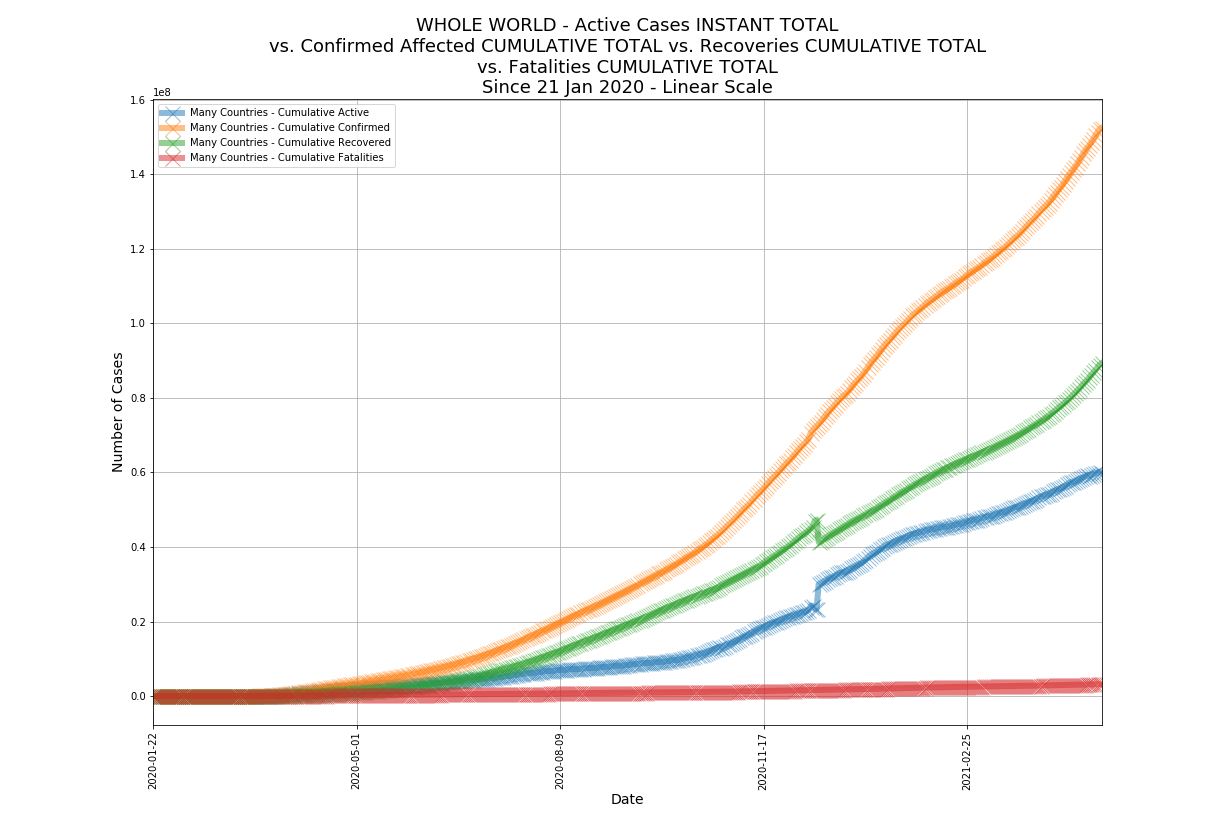 WHOLE WORLD - Active Cases INSTANT TOTAL
vs. Confirmed Affected CUMULATIVE TOTAL vs. Recoveries CUMULATIVE TOTAL
vs. Fatalities CUMULATIVE TOTAL
Since 21 Jan 2020 - Linear Scale
1e8
Many Countries - Cumulative Active
Many Countries - Cumulative Confirmed
Many Countries - Cumulative Recovered
Many Countries - Cumulative Fatalities
1.6
1.4
1.2
1.0
0.8
0.6
0.4
0.2
0.0
Number of Cases
2020-01-22
2020-05-01
2020-08-09
2020-11-17
2021-02-25
Date